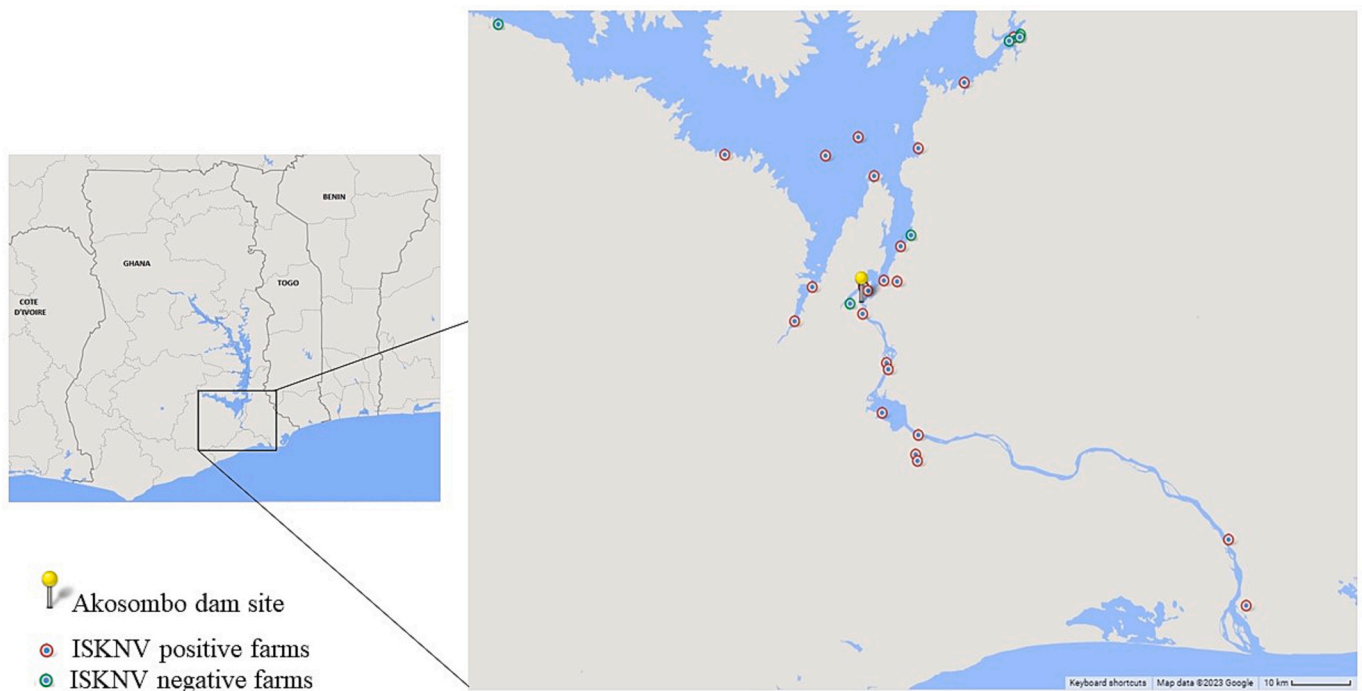 BENIN
GHANA
TOGO
COTE
D'IVOIRE
Akosombo dam site
ISKNV positive farms
ISKNV negative farms
Keyboard shortcuts Map data ©2023 Google 10 km